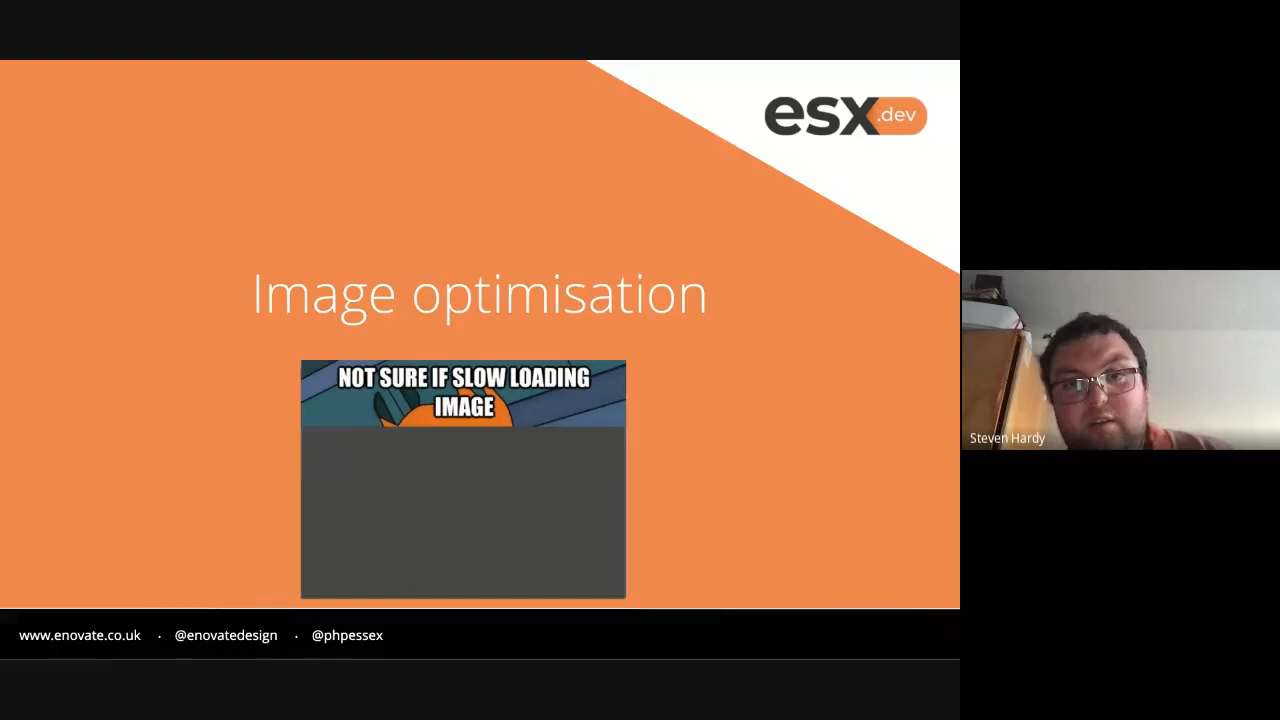 esx.dev
Image optimisation
NOT SURE IF SLOW LOADING
IMAGE
Steven Hardy
www.enovate.co.uk · @enovatedesign · @phpessex